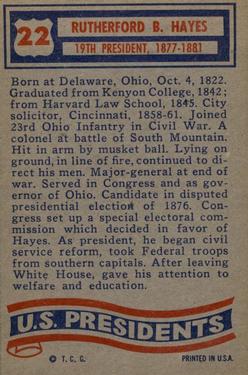 22
RUTHERFORD B. HAYES
19TH PRESIDENT, 1877-1881
Born at Delaware, Ohio, Oct. 4, 1822.
Graduated from Kenyon College, 1842;
from Harvard Law School, 1845. City
solicitor, Cincinnati, 1858-61. Joined
23rd Ohio Infantry in Civil War. A
colonel at battle of South Mountain.
Hit in arm by musket ball. Lying on
ground, in line of fire, continued to di-
rect his men. Major-general at end of
war. Served in Congress and as gov-
ernor of Ohio. Candidate in disputed
presidential election of 1876. Con-
gress set up a special electoral com-
mission which decided in favor of
Hayes. As president, he began civil
service reform, took Federal troops
from southern capitals. After leaving
White House, gave his attention to
welfare and education.
U.S. PRESIDENTS
© T. C. G.
PRINTED IN U.S.A.